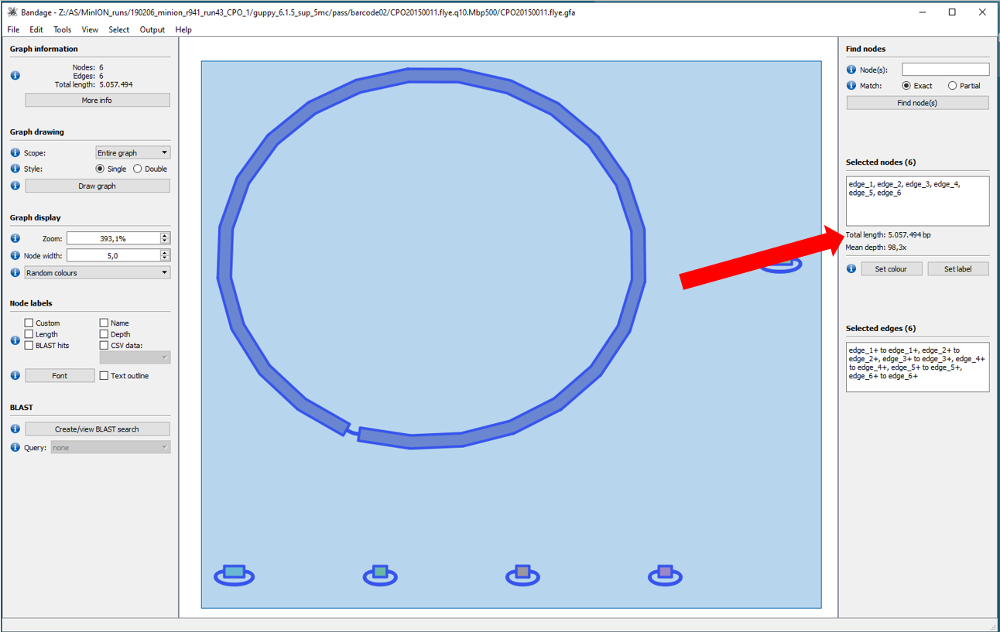 Bandage - Z:/AS/MinION_runs/190206_minion_r941_run43_CPO_1/guppy_6.1.5_sup_5mc/pass/barcode02/CPO20150011.flye.q10.Mbp500/CPO20150011.flye.gfa
File Edit Tools View Select Output Help
Graph information
Nodes: 6
Edges: 6
Total length: 5.057.494
More info
Graph drawing
Scope: Entire graph
Style: Single Double
Draw graph
Graph display
Zoom: 393,1%
Node width: 5,0
Random colours
Node labels
Custom Name
Length Depth
BLAST hits CSV data:
Font Text outline
BLAST
Create/view BLAST search
Query: none
Find nodes
Node(s):
Match: Exact Partial
Find node(s)
Selected nodes (6)
edge_1, edge_2, edge_3, edge_4,
edge_5, edge_6
Total length: 5.057.494 bp
Mean depth: 98,3x
Set colour Set label
Selected edges (6)
edge_1+ to edge_1+, edge_2+ to
edge_2+, edge_3+ to edge_3+, edge_4+
to edge_4+, edge_5+ to edge_5+,
edge_6+ to edge_6+